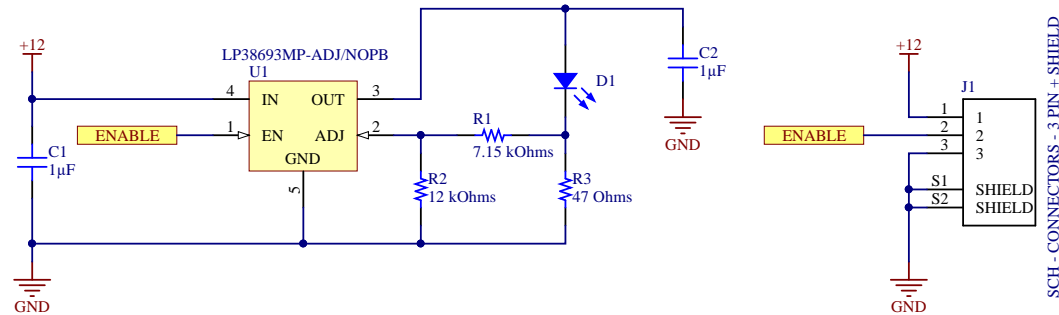 +12
LP38693MP-ADJ/NOPB
U1
4 IN OUT 3
ENABLE 1 EN ADJ 2
GND
5
C1
1µF
R2
12 kOhms
R1
7.15 kOhms
D1
R3
47 Ohms
C2
1µF
GND
GND
+12
J1
1 1
ENABLE 2 2
3 3
S1 SHIELD
S2 SHIELD
GND
SCH - CONNECTORS - 3 PIN + SHIELD